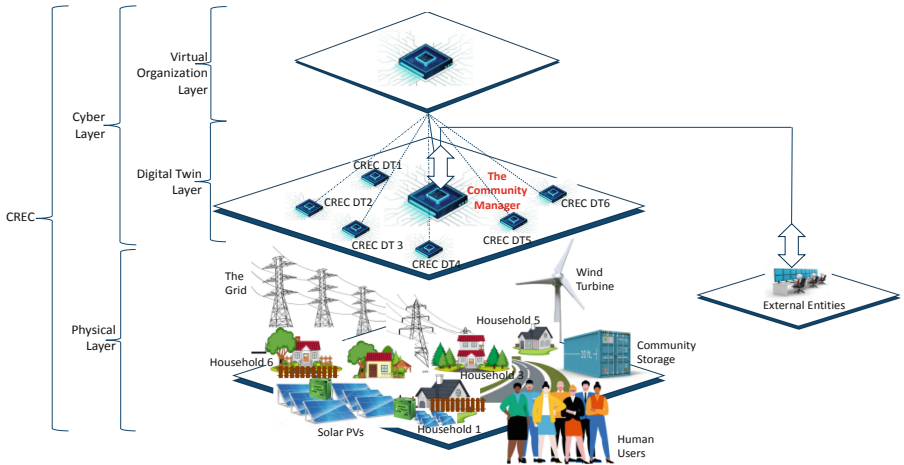 Virtual
Organization
Layer
Cyber
Layer
CREC DT1
Digital Twin
Layer
The
Community
Manager
CREC DT2
CREC DT6
CREC
CREC DT 3
CREC DT5
CREC DT4
The
Grid
Wind
Turbine
External Entities
Household 5
Physical
Layer
20 ft.
Community
Storage
Household 6
Household 3
Solar PVs
Household 1
Human
Users